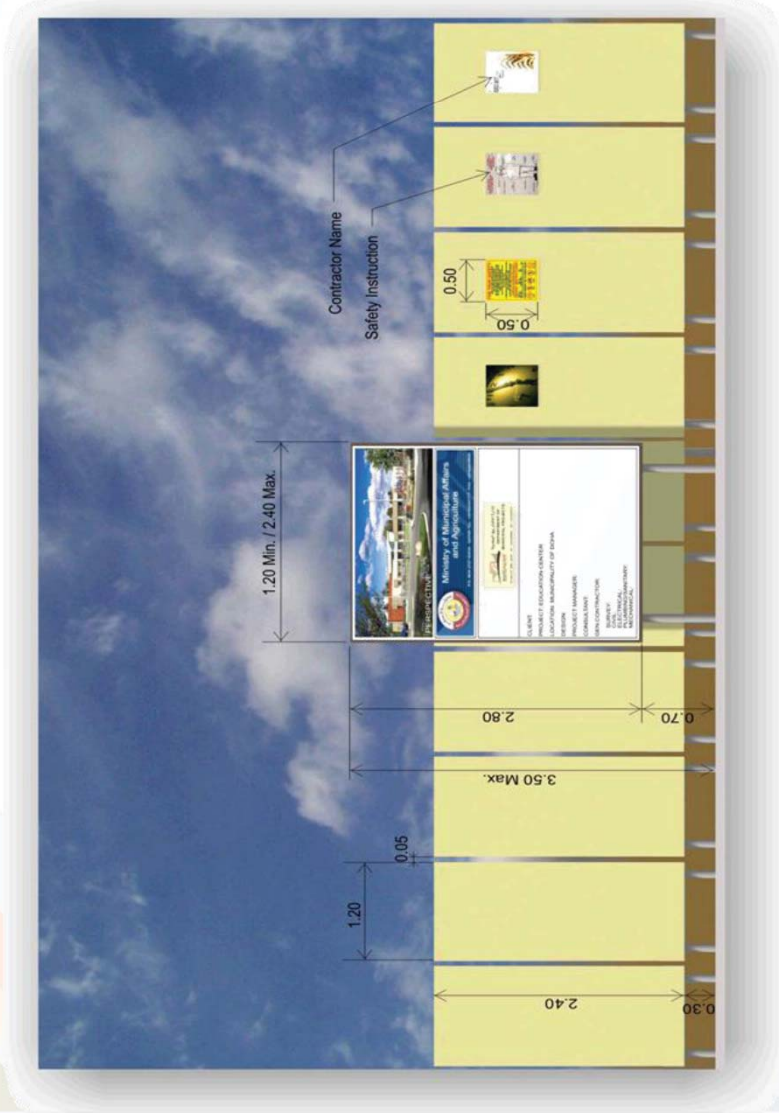 Contractor Name
Safety Instruction
1.20 Min. / 2.40 Max.
0.50
0.50
PERSPECTIVE
Ministry of Municipal Affairs
and Agriculture
CLIENT:
PROJECT: EDUCATION CENTER
LOCATION: MUNICIPALITY OF DOHA
DESIGN:
PROJECT MANAGER:
CONSULTANT:
GEN.CONTRACTOR:
SURVEY:
CIVIL:
ELECTRICAL:
PLUMBING/SANITARY:
MECHANICAL:
2.80
0.70
3.50 Max.
0.05
1.20
2.40
0.30